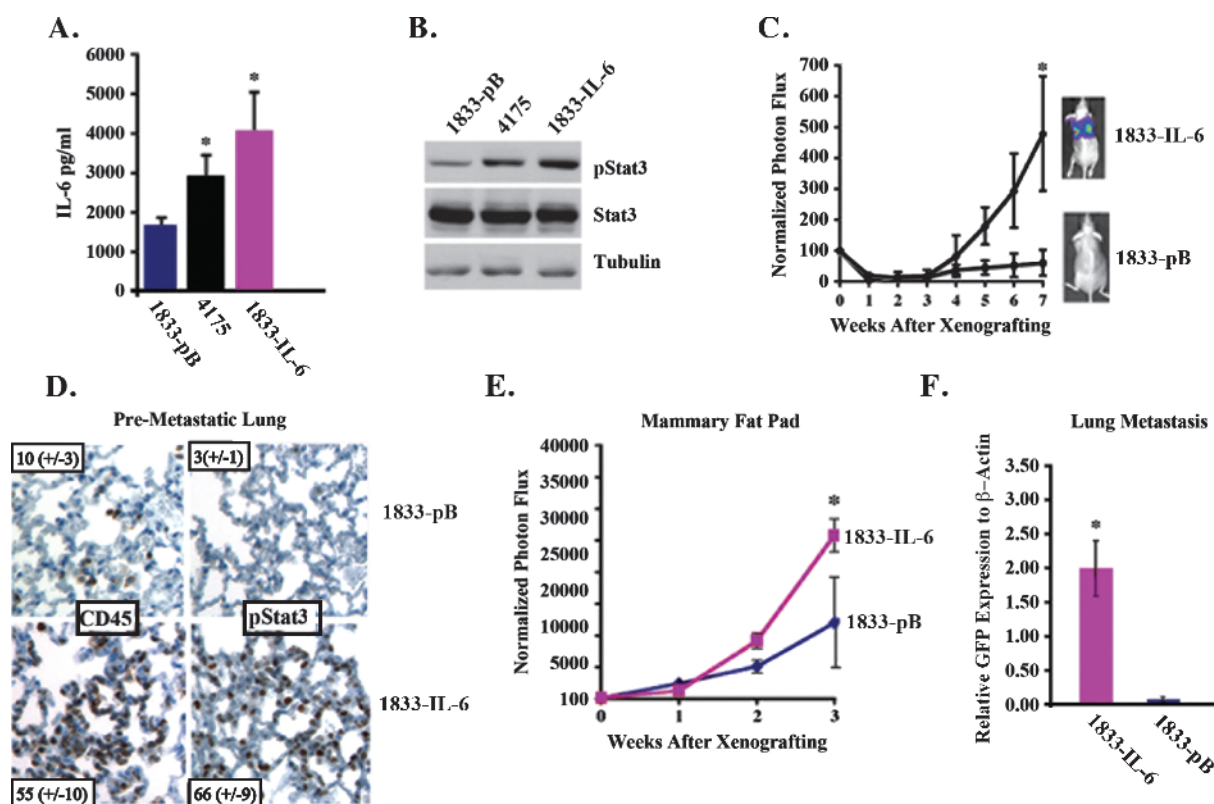 A.
6000
5000
4000
3000
2000
1000
0
IL-6 pg/ml
*
*
1833-pB
4175
1833-IL-6
B.
1833-pB
4175
1833-IL-6
pStat3
Stat3
Tubulin
C.
700
600
500
400
300
200
100
0
Normalized Photon Flux
*
0 1 2 3 4 5 6 7
Weeks After Xenografting
1833-IL-6
1833-pB
D.
Pre-Metastatic Lung
10 (+/-3)
3(+/-1)
1833-pB
CD45
pStat3
1833-IL-6
55 (+/-10)
66 (+/-9)
E.
Mammary Fat Pad
40000
35000
30000
25000
20000
15000
10000
5000
100
Normalized Photon Flux
*
1833-IL-6
1833-pB
0 1 2 3
Weeks After Xenografting
F.
Lung Metastasis
3.50
3.00
2.50
2.00
1.50
1.00
0.50
0.00
Relative GFP Expression to β-Actin
*
1833-IL-6
1833-pB